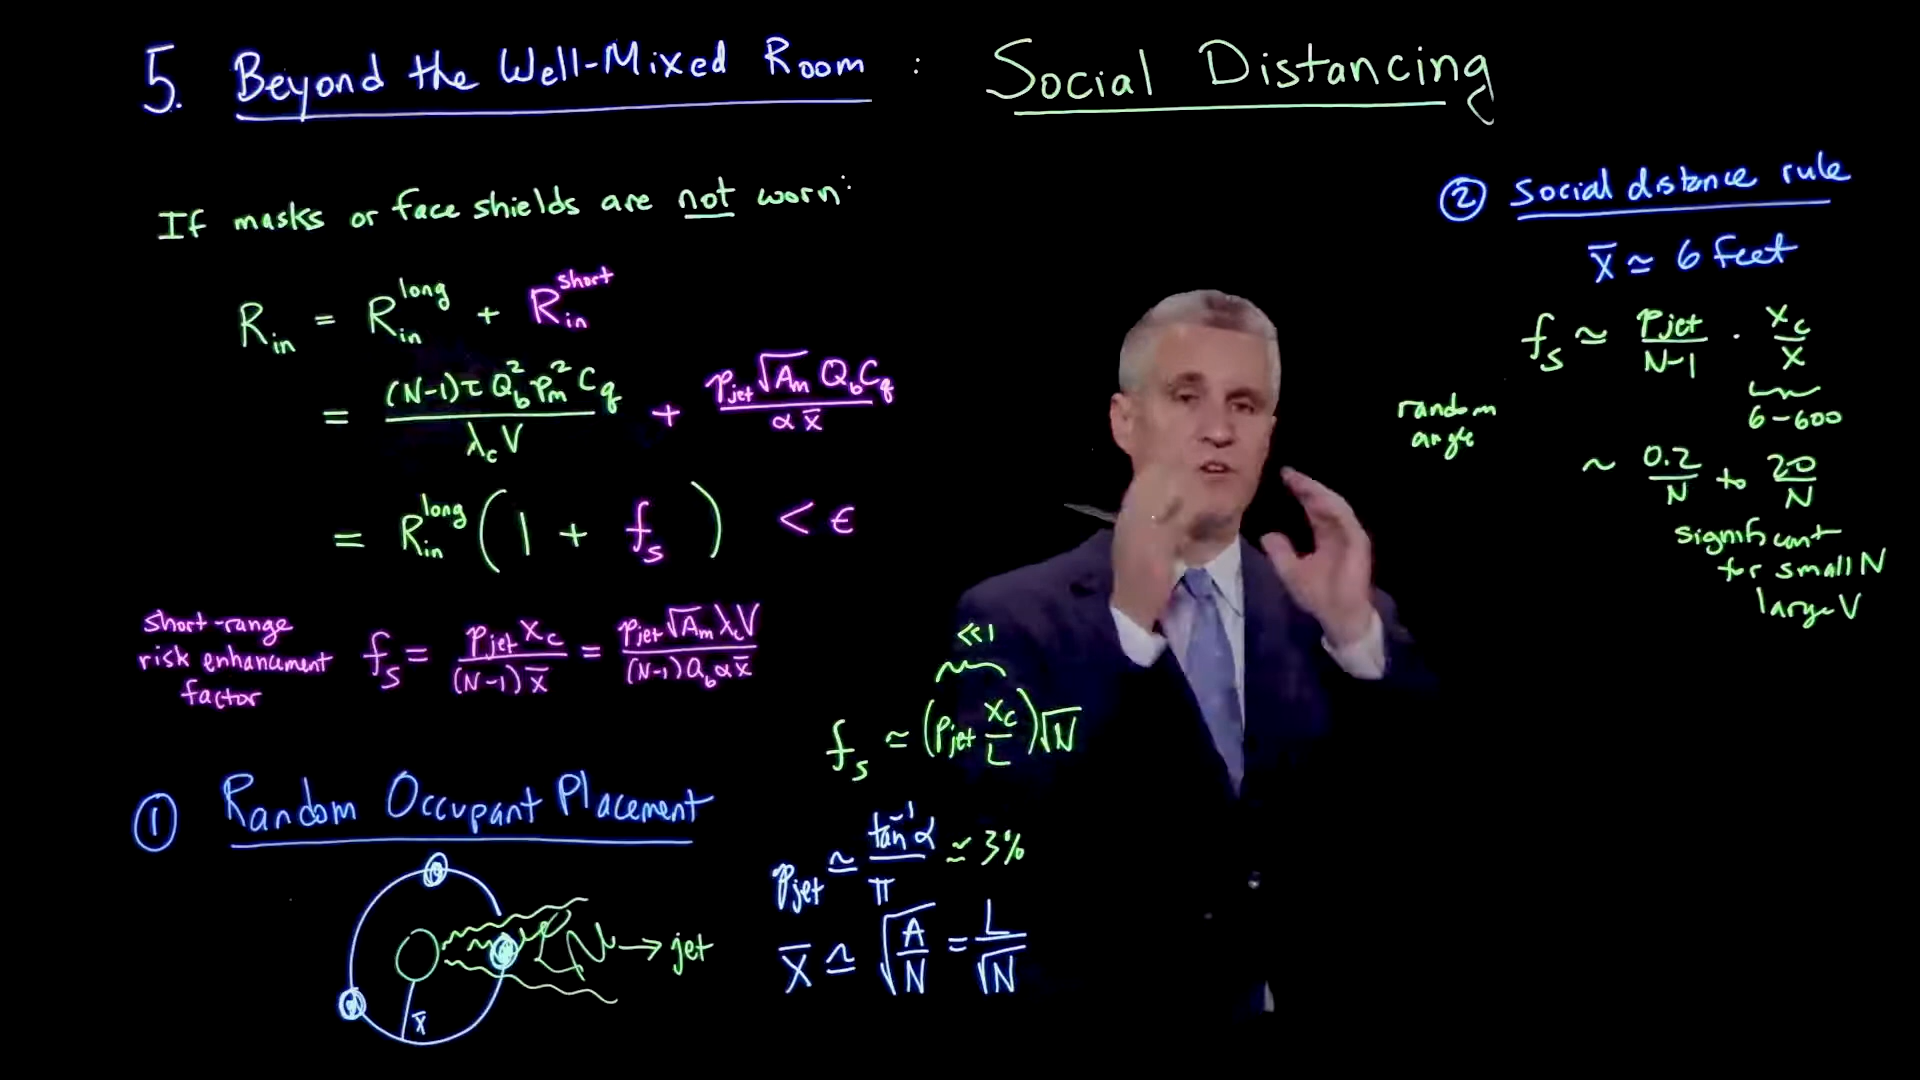 5. Beyond the Well-Mixed Room : Social Distancing
If masks or face shields are not worn:
R_in = R_in^long + R_in^short
= (N-1)τ Q_b^2 p_m^2 C_q / λ_c V + p_jet √A_m Q_b C_q / α x̄
= R_in^long (1 + f_s) < ε
short-range
risk enhancement
factor
f_s = p_jet x_c / (N-1) x̄ = p_jet √A_m λ_c V / (N-1) Q_b α x̄
① Random Occupant Placement
x̄
→ jet
<<1
f_s ≃ (p_jet x_c / L) √N
p_jet ≃ tan^-1 α / π ≃ 3%
x̄ ≃ √(A/N) = L/√N
② Social distance rule
x̄ ≃ 6 feet
f_s ≃ p_jet / N-1 · x_c / x
6-600
random
angle
~ 0.2/N to 20/N
significant
for small N
large V